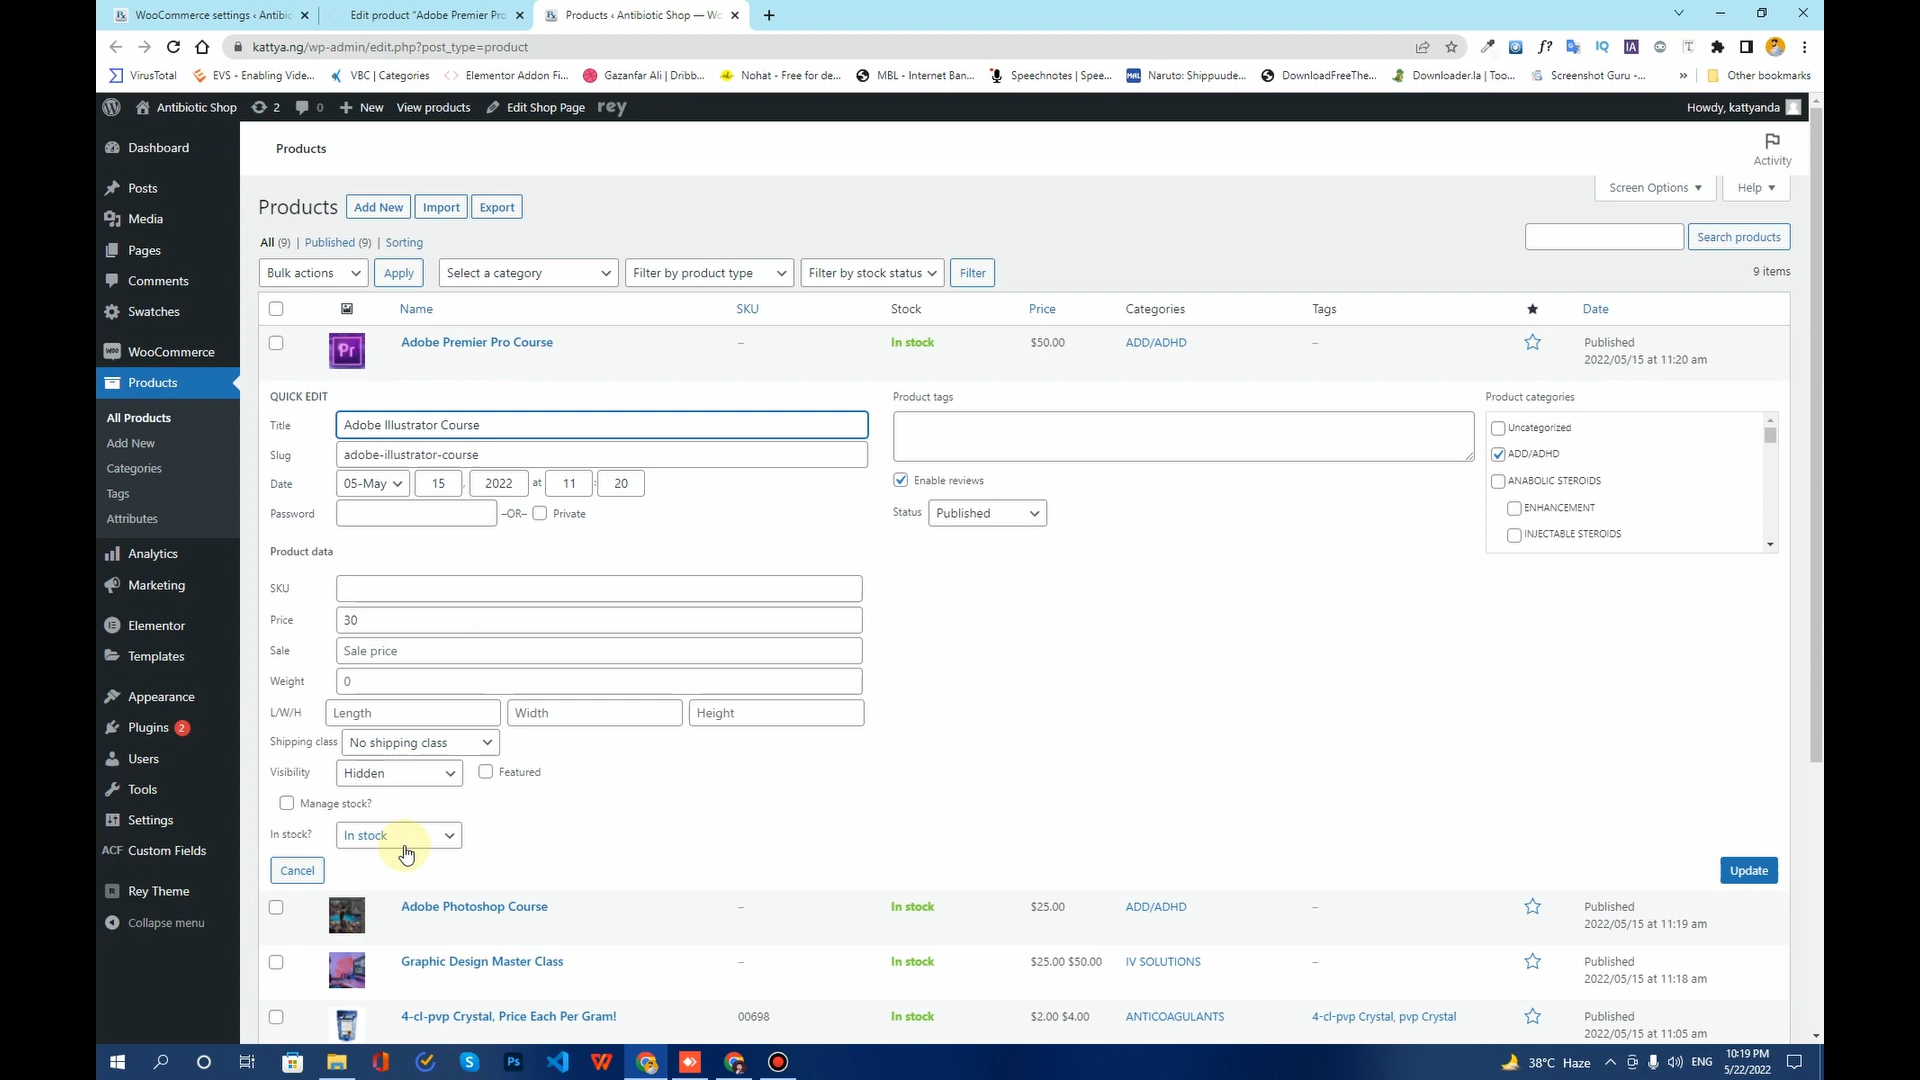 WooCommerce settings ‹ Antibic
Edit product "Adobe Premier Pro
Products ‹ Antibiotic Shop — Wo
kattya.ng/wp-admin/edit.php?post_type=product
VirusTotal
EVS - Enabling Vide...
VBC | Categories
Elementor Addon Fi...
Gazanfar Ali | Dribb...
Nohat - Free for de...
MBL - Internet Ban...
Speechnotes | Spee...
Naruto: Shippuude...
DownloadFreeThe...
Downloader.la | Too...
Screenshot Guru -...
»
Other bookmarks
Antibiotic Shop
2
0
New
View products
Edit Shop Page
rey
Howdy, kattyanda
Dashboard
Posts
Media
Pages
Comments
Swatches
WooCommerce
Products
All Products
Add New
Categories
Tags
Attributes
Analytics
Marketing
Elementor
Templates
Appearance
Plugins 2
Users
Tools
Settings
ACF Custom Fields
Rey Theme
Collapse menu
Products
Activity
Screen Options ▼
Help ▼
Products
Add New
Import
Export
All (9) | Published (9) | Sorting
Search products
Bulk actions
Apply
Select a category
Filter by product type
Filter by stock status
Filter
9 items
Name SKU Stock Price Categories Tags ★ Date
Adobe Premier Pro Course – In stock $50.00 ADD/ADHD – Published
2022/05/15 at 11:20 am
QUICK EDIT
Title Adobe Illustrator Course
Slug adobe-illustrator-course
Date 05-May 15 , 2022 at 11 : 20
Password –OR– Private
Product data
SKU
Price 30
Sale Sale price
Weight 0
L/W/H Length Width Height
Shipping class No shipping class
Visibility Hidden Featured
Manage stock?
In stock? In stock
Cancel
Product tags
Enable reviews
Status Published
Product categories
Uncategorized
ADD/ADHD
ANABOLIC STEROIDS
ENHANCEMENT
INJECTABLE STEROIDS
Update
Adobe Photoshop Course – In stock $25.00 ADD/ADHD – Published
2022/05/15 at 11:19 am
Graphic Design Master Class – In stock $25.00 $50.00 IV SOLUTIONS – Published
2022/05/15 at 11:18 am
4-cl-pvp Crystal, Price Each Per Gram! 00698 In stock $2.00 $4.00 ANTICOAGULANTS 4-cl-pvp Crystal, pvp Crystal Published
2022/05/15 at 11:05 am
38°C Haze
ENG
10:19 PM
5/22/2022